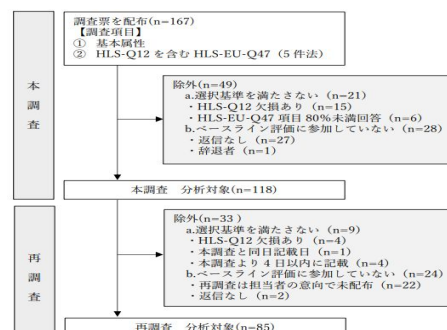 調査票を配布(n=167)
【調査項目】
① 基本属性
② HLS-Q12を含むHLS-EU-Q47(5件法)
本調査
除外(n=49)
a.選択基準を満たさない(n=21)
・HLS-Q12 欠損あり(n=15)
・HLS-EU-Q47 項目 80%未満回答(n=6)
b.ベースライン評価に参加していない(n=28)
・返信なし(n=27)
・辞退者(n=1)
本調査 分析対象(n=118)
再調査
除外(n=33)
a.選択基準を満たさない(n=9)
・HLS-Q12 欠損あり(n=4)
・本調査と同日記載日(n=1)
・本調査より4日以内に記載(n=4)
b.ベースライン評価に参加していない(n=24)
・再調査は担当者の意向で未配布(n=22)
・返信なし(n=2)
再調査 分析対象(n=85)